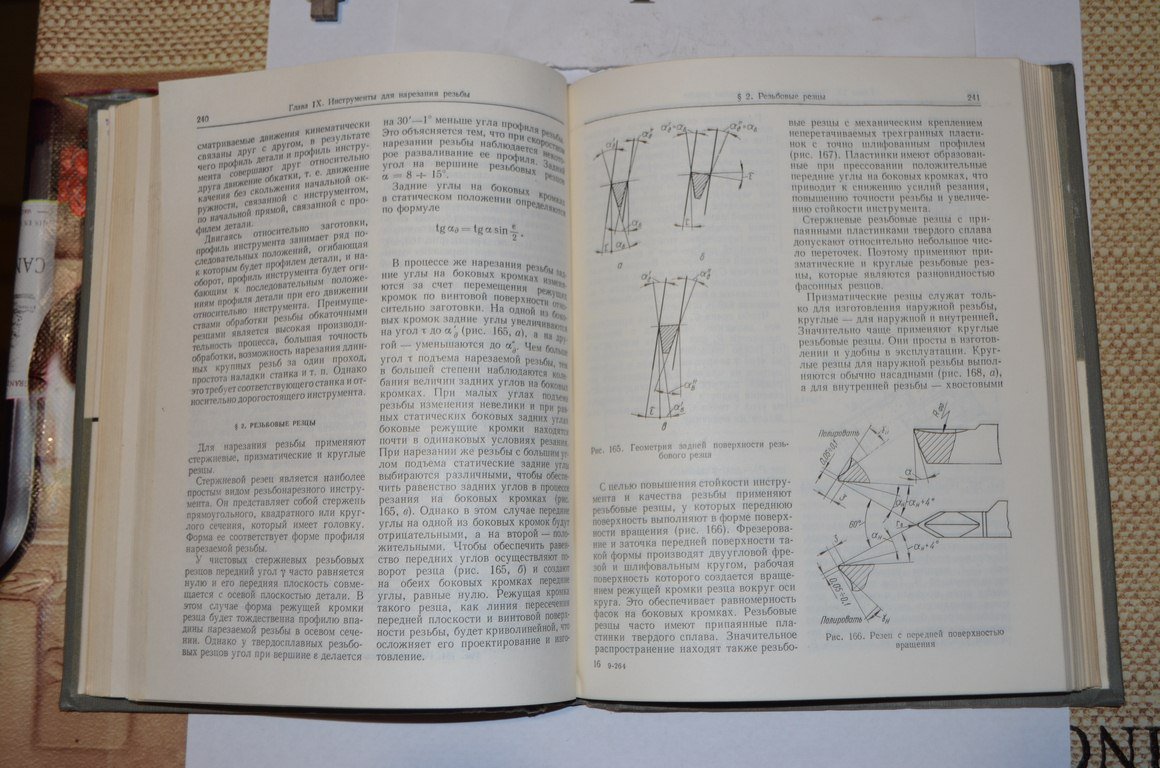 240
Глава IX. Инструменты для нарезания резьбы
сматриваемые движения кинематически
связаны друг с другом, в результате
чего профиль детали и профиль инстру-
мента совершают друг относительно
друга движение обкатки, т. е. движение
качения без скольжения начальной ок-
ружности, связанной с инструментом,
по начальной прямой, связанной с про-
филем детали.
Двигаясь относительно заготовки,
профиль инструмента занимает ряд по-
следовательных положений, огибающая
к которым будет профилем детали, и на-
оборот, профиль инструмента будет оги-
бающим к последовательным положе-
ниям профиля детали при его движении
относительно инструмента. Преимуще-
ствами обработки резьбы обкаточными
резцами является высокая производи-
тельность процесса, большая точность
обработки, возможность нарезания длин-
ных крупных резьб за один проход,
простота наладки станка и т. п. Однако
это требует соответствующего станка и от-
носительно дорогостоящего инструмента.
§ 2. РЕЗЬБОВЫЕ РЕЗЦЫ
Для нарезания резьбы применяют
стержневые, призматические и круглые
резцы.
Стержневой резец является наиболее
простым видом резьбонарезного инстру-
мента. Он представляет собой стержень
прямоугольного, квадратного или круг-
лого сечения, который имеет головку.
Форма ее соответствует форме профиля
нарезаемой резьбы.
У чистовых стержневых резьбовых
резцов передний угол γ часто равняется
нулю и его передняя плоскость совме-
щается с осевой плоскостью детали. В
этом случае форма режущей кромки
резца будет тождественна профилю впа-
дины нарезаемой резьбы в осевом сече-
нии. Однако у твердосплавных резьбо-
вых резцов угол при вершине ε делается
на 30′—1° меньше угла профиля резьбы.
Это объясняется тем, что при скоростном
нарезании резьбы наблюдается некото-
рое разваливание ее профиля. Задний
угол на вершине резьбовых резцов
α = 8 ÷ 15°.
Задние углы на боковых кромках
в статическом положении определяются
по формуле
tg α∂ = tg α sin ε/2.
В процессе же нарезания резьбы зад-
ние углы на боковых кромках изменя-
ются за счет перемещения режущих
кромок по винтовой поверхности отно-
сительно заготовки. На одной из боко-
вых кромок задние углы увеличиваются
на угол τ до α′∂ (рис. 165, а), а на дру-
гой — уменьшаются до α″∂. Чем больше
угол τ подъема нарезаемой резьбы, тем
в большей степени наблюдаются коле-
бания величин задних углов на боковых
кромках. При малых углах подъема
резьбы изменения невелики и при рав-
ных статических боковых задних углах
боковые режущие кромки находятся
почти в одинаковых условиях резания.
При нарезании же резьбы с большим уг-
лом подъема статические задние углы
выбираются различными, чтобы обеспе-
чить равенство задних углов в процессе
резания на боковых кромках (рис.
165, в). Однако в этом случае передние
углы на одной из боковых кромок будут
отрицательными, а на второй — поло-
жительными. Чтобы обеспечить равен-
ство передних углов осуществляют по-
ворот резца (рис. 165, б) и создают
на обеих боковых кромках передние
углы, равные нулю. Режущая кромка
такого резца, как линия пересечения
передней плоскости и винтовой поверх-
ности резьбы, будет криволинейной, что
осложняет его проектирование и изго-
товление.
§ 2. Резьбовые резцы
241
а
б
в
Рис. 165. Геометрия задней поверхности резь-
бового резца
С целью повышения стойкости инстру-
мента и качества резьбы применяют
резьбовые резцы, у которых переднюю
поверхность выполняют в форме поверх-
ности вращения (рис. 166). Фрезерова-
ние и заточка передней поверхности та-
кой формы производят двуугловой фре-
зой и шлифовальным кругом, рабочая
поверхность которого создается враще-
нием режущей кромки резца вокруг оси
круга. Это обеспечивает равномерность
фасок на боковых кромках. Резьбовые
резцы часто имеют припаянные пла-
стинки твердого сплава. Значительное
распространение находят также резьбо-
16 9-264
вые резцы с механическим креплением
неперетачиваемых трехгранных пласти-
нок с точно шлифованным профилем
(рис. 167). Пластинки имеют образован-
ные при прессовании положительные
передние углы на боковых кромках, что
приводит к снижению усилий резания,
повышению точности резьбы и увеличе-
нию стойкости инструмента.
Стержневые резьбовые резцы с при-
паянными пластинками твердого сплава
допускают относительно небольшое чис-
ло переточек. Поэтому применяют при-
зматические и круглые резьбовые рез-
цы, которые являются разновидностью
фасонных резцов.
Призматические резцы служат толь-
ко для изготовления наружной резьбы,
круглые — для наружной и внутренней.
Значительно чаще применяют круглые
резьбовые резцы. Они просты в изготов-
лении и удобны в эксплуатации. Круг-
лые резцы для наружной резьбы выпол-
няются обычно насадными (рис. 168, а),
а для внутренней резьбы — хвостовыми
Полировать
0,05÷0,1
α
αн+4°
60°
αн
αн+4°
0,05÷0,1
Полировать
Рис. 166. Резец с передней поверхностью
вращения